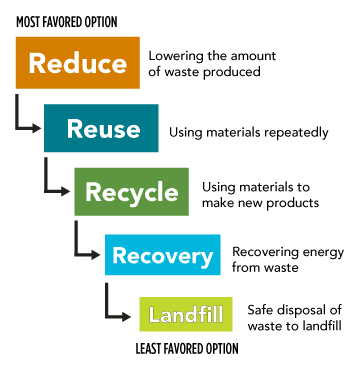 MOST FAVORED OPTION
Reduce
Lowering the amount
of waste produced
Reuse
Using materials repeatedly
Recycle
Using materials to
make new products
Recovery
Recovering energy
from waste
Landfill
Safe disposal of
waste to landfill
LEAST FAVORED OPTION